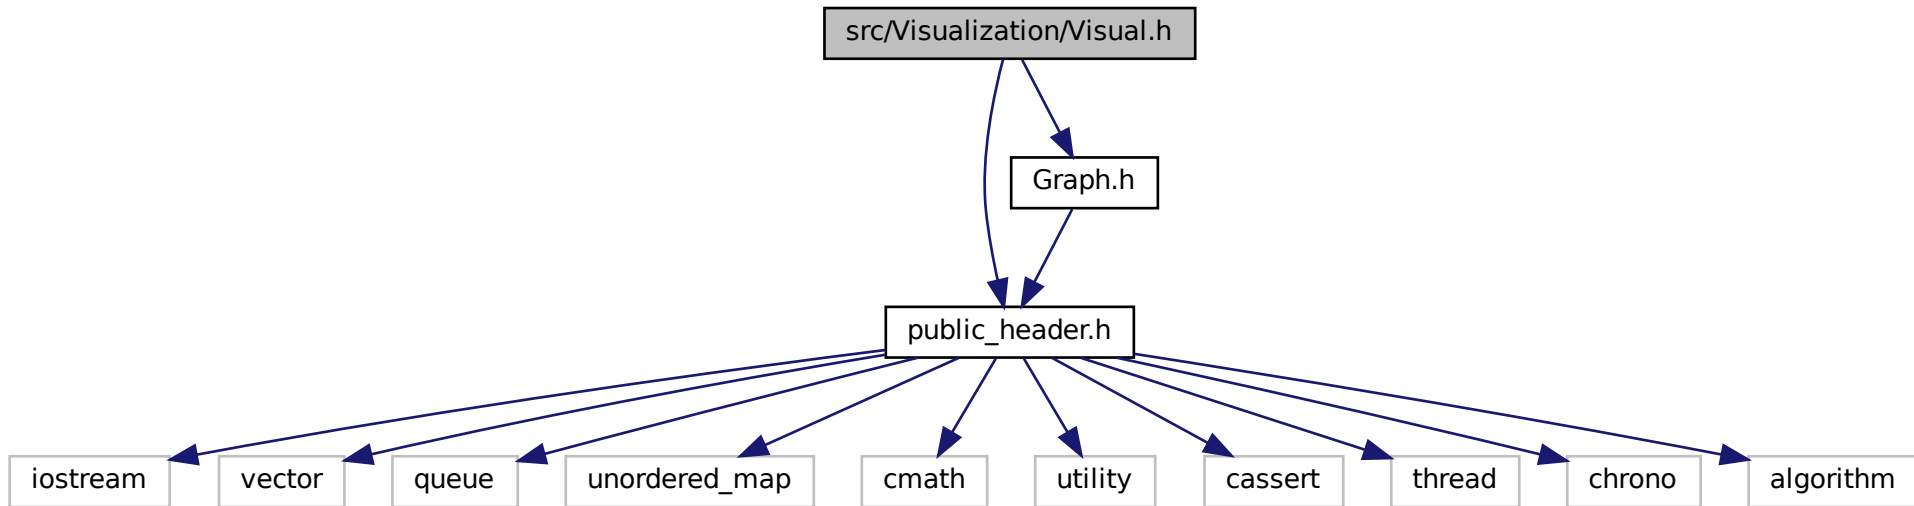 src/Visualization/Visual.h
Graph.h
public_header.h
iostream
vector
queue
unordered_map
cmath
utility
cassert
thread
chrono
algorithm